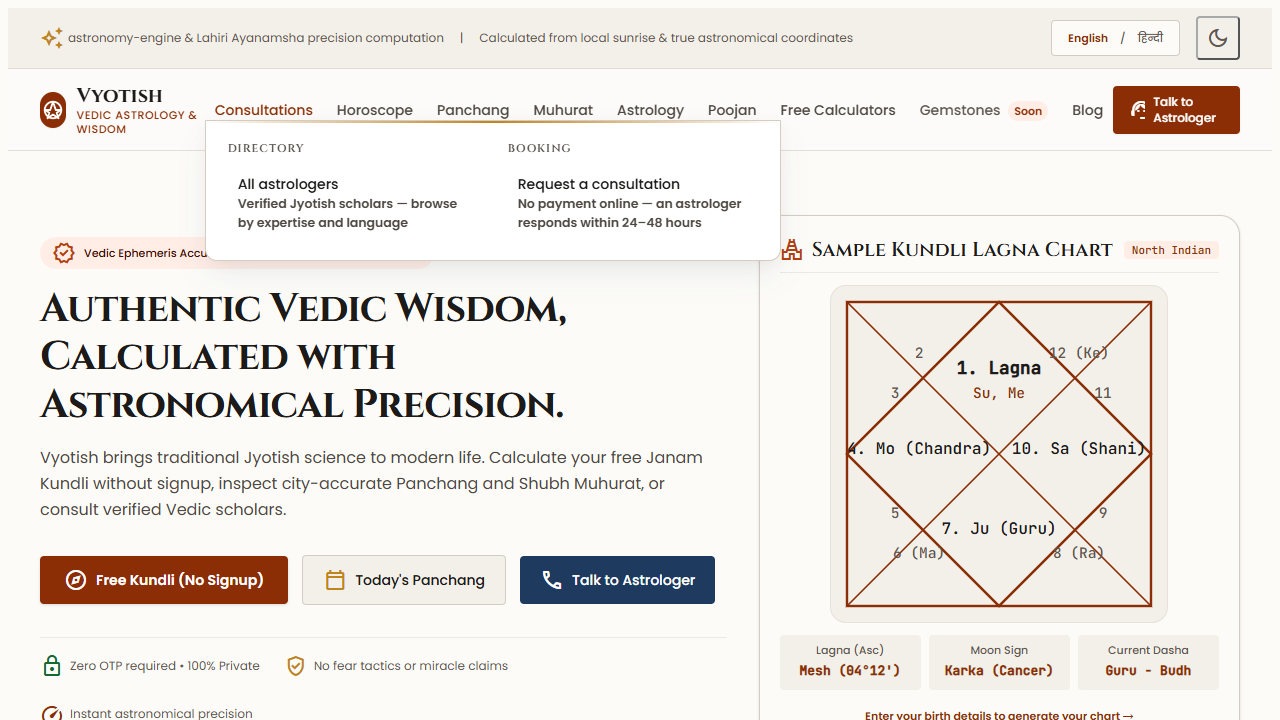 astronomy-engine & Lahiri Ayanamsha precision computation | Calculated from local sunrise & true astronomical coordinates
English / हिन्दी
Vyotish
VEDIC ASTROLOGY &
WISDOM
Consultations Horoscope Panchang Muhurat Astrology Poojan Free Calculators Gemstones Soon Blog
Talk to
Astrologer
DIRECTORY
All astrologers
Verified Jyotish scholars — browse
by expertise and language
BOOKING
Request a consultation
No payment online — an astrologer
responds within 24–48 hours
Vedic Ephemeris
Authentic Vedic Wisdom,
Calculated with
Astronomical Precision.
Vyotish brings traditional Jyotish science to modern life. Calculate your free Janam
Kundli without signup, inspect city-accurate Panchang and Shubh Muhurat, or
consult verified Vedic scholars.
Free Kundli (No Signup)
Today's Panchang
Talk to Astrologer
Zero OTP required • 100% Private
No fear tactics or miracle claims
Instant astronomical precision
Sample Kundli Lagna Chart
North Indian
2
12 (Ke)
1. Lagna
3
Su, Me
11
4. Mo (Chandra)
10. Sa (Shani)
5
9
7. Ju (Guru)
6 (Ma)
8 (Ra)
Lagna (Asc)
Mesh (04°12')
Moon Sign
Karka (Cancer)
Current Dasha
Guru - Budh
Enter your birth details to generate your chart →